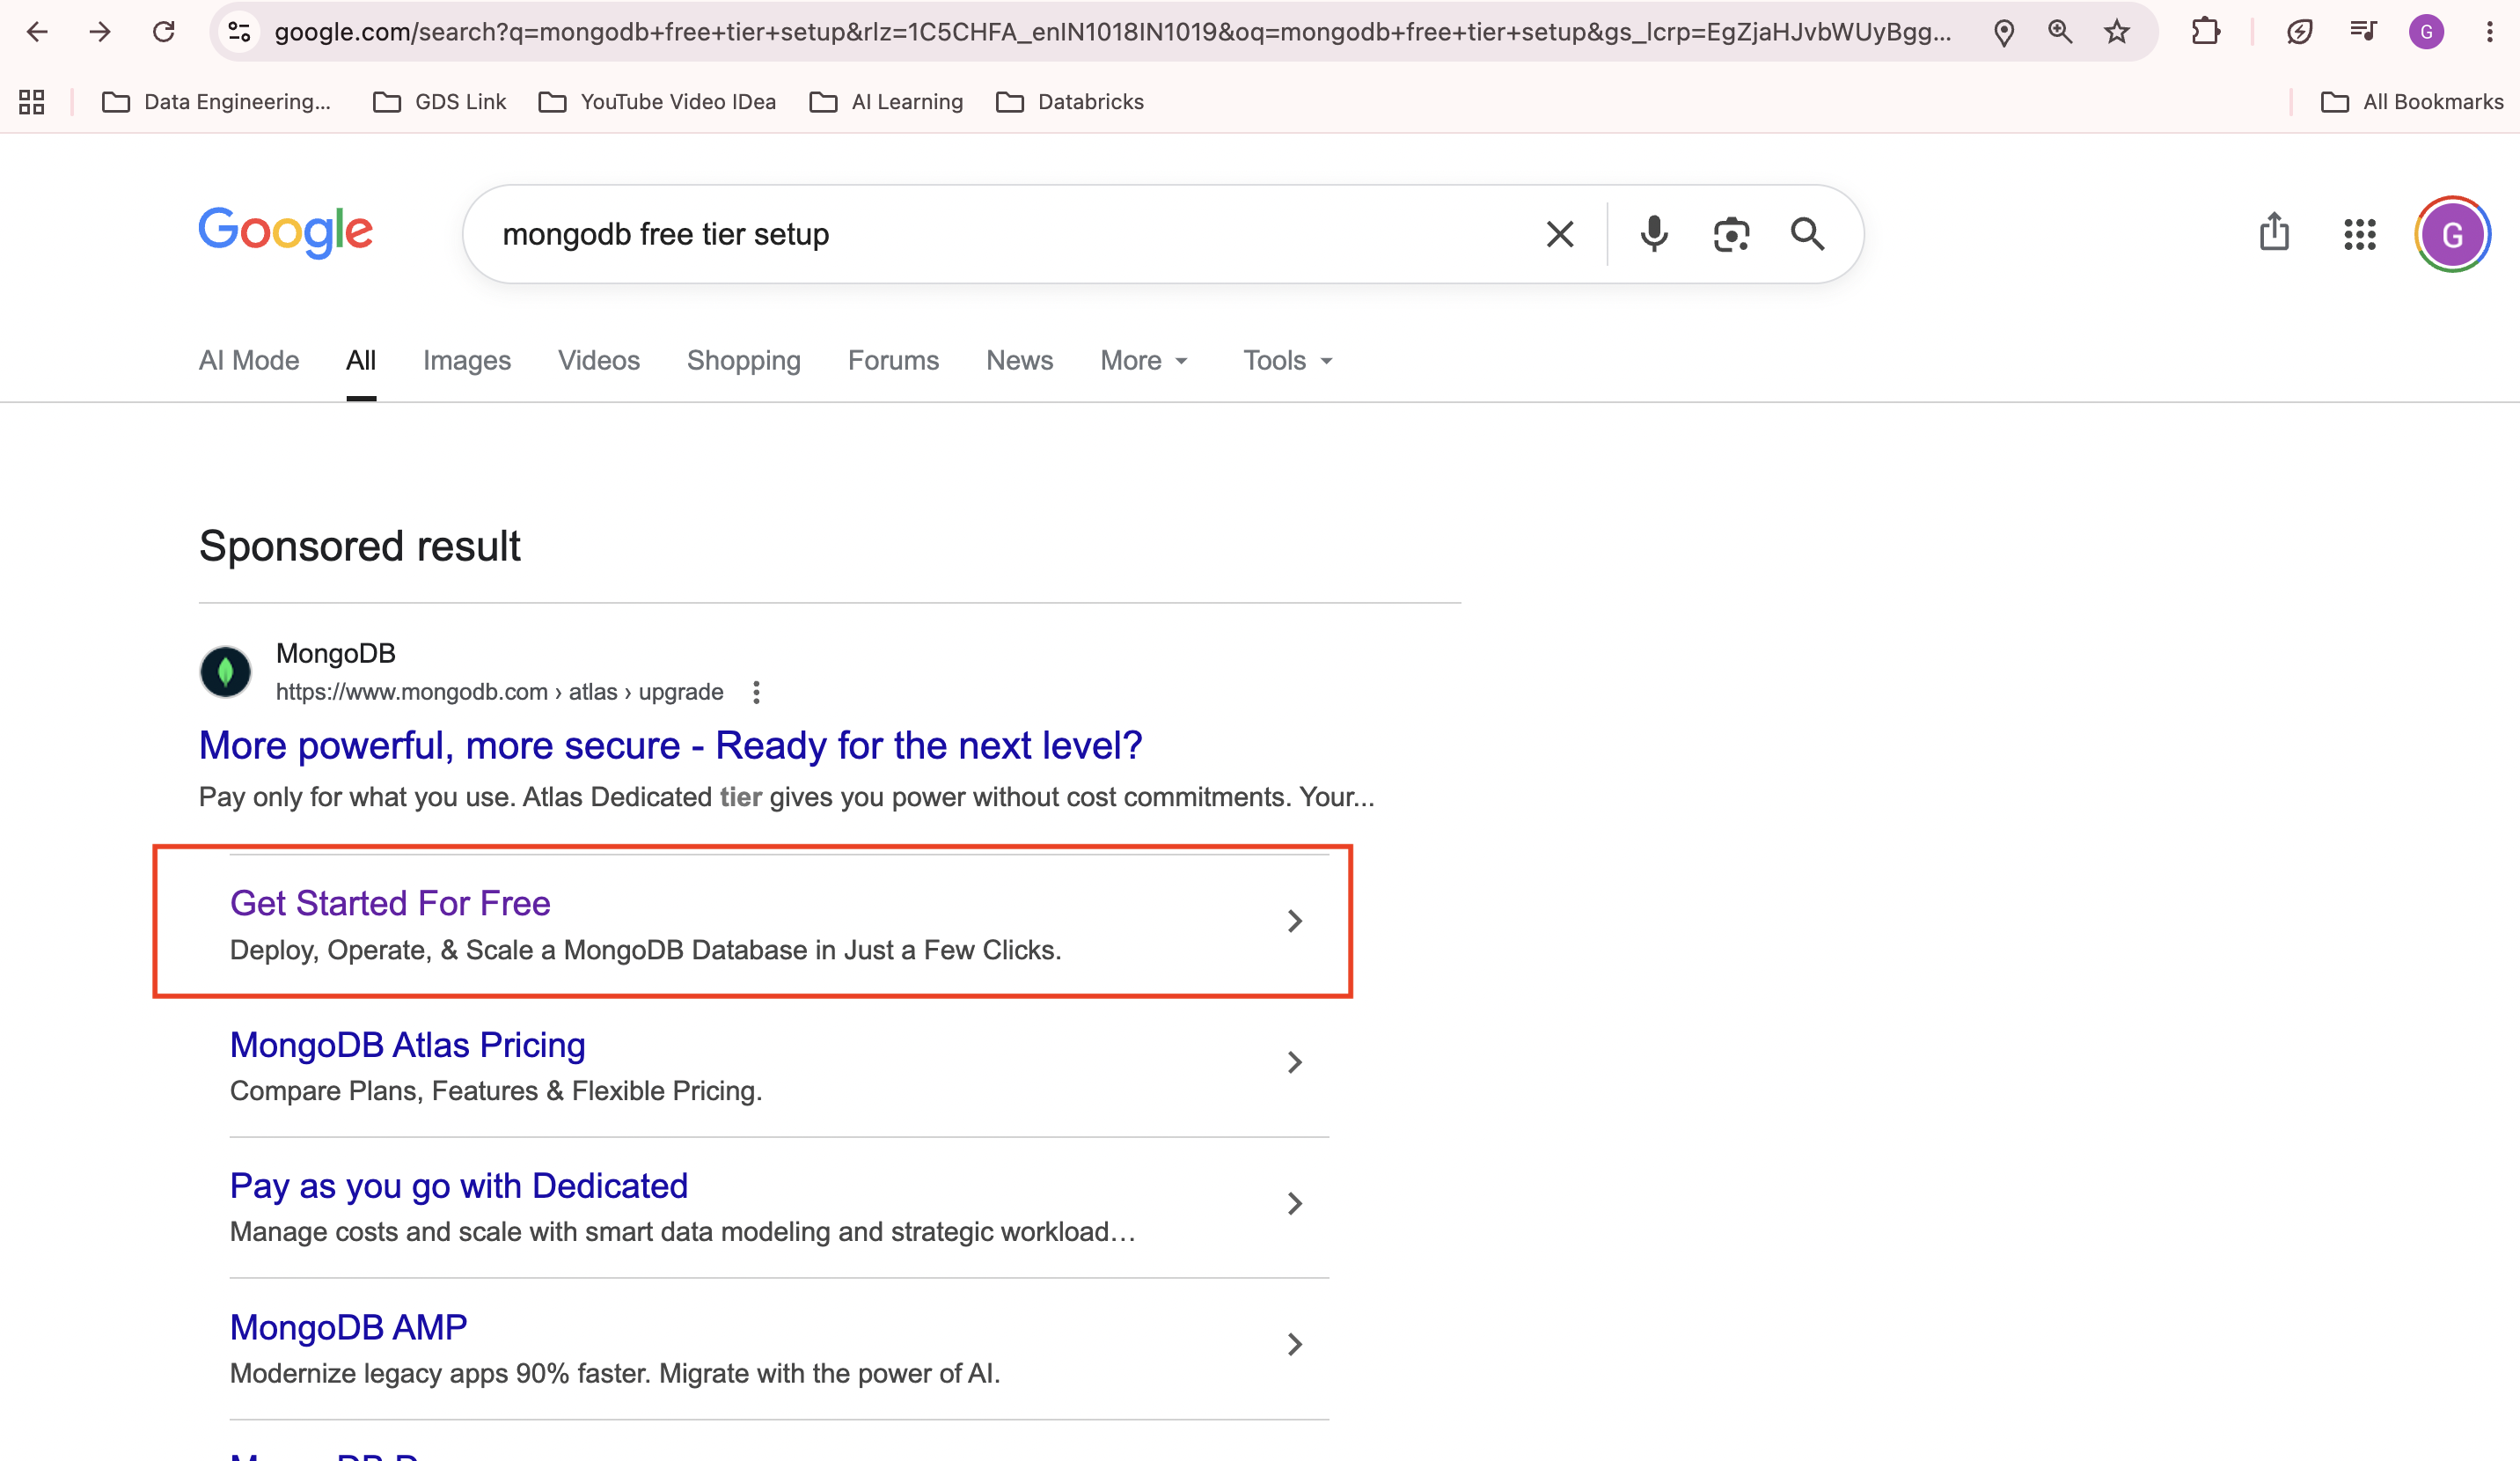 google.com/search?q=mongodb+free+tier+setup&rlz=1C5CHFA_enIN1018IN1019&oq=mongodb+free+tier+setup&gs_lcrp=EgZjaHJvbWUyBgg...
G
Data Engineering...
GDS Link
YouTube Video IDea
AI Learning
Databricks
All Bookmarks
Google
mongodb free tier setup
G
AI Mode
All
Images
Videos
Shopping
Forums
News
More
Tools
Sponsored result
MongoDB
https://www.mongodb.com › atlas › upgrade
More powerful, more secure - Ready for the next level?
Pay only for what you use. Atlas Dedicated tier gives you power without cost commitments. Your...
Get Started For Free
Deploy, Operate, & Scale a MongoDB Database in Just a Few Clicks.
MongoDB Atlas Pricing
Compare Plans, Features & Flexible Pricing.
Pay as you go with Dedicated
Manage costs and scale with smart data modeling and strategic workload…
MongoDB AMP
Modernize legacy apps 90% faster. Migrate with the power of AI.